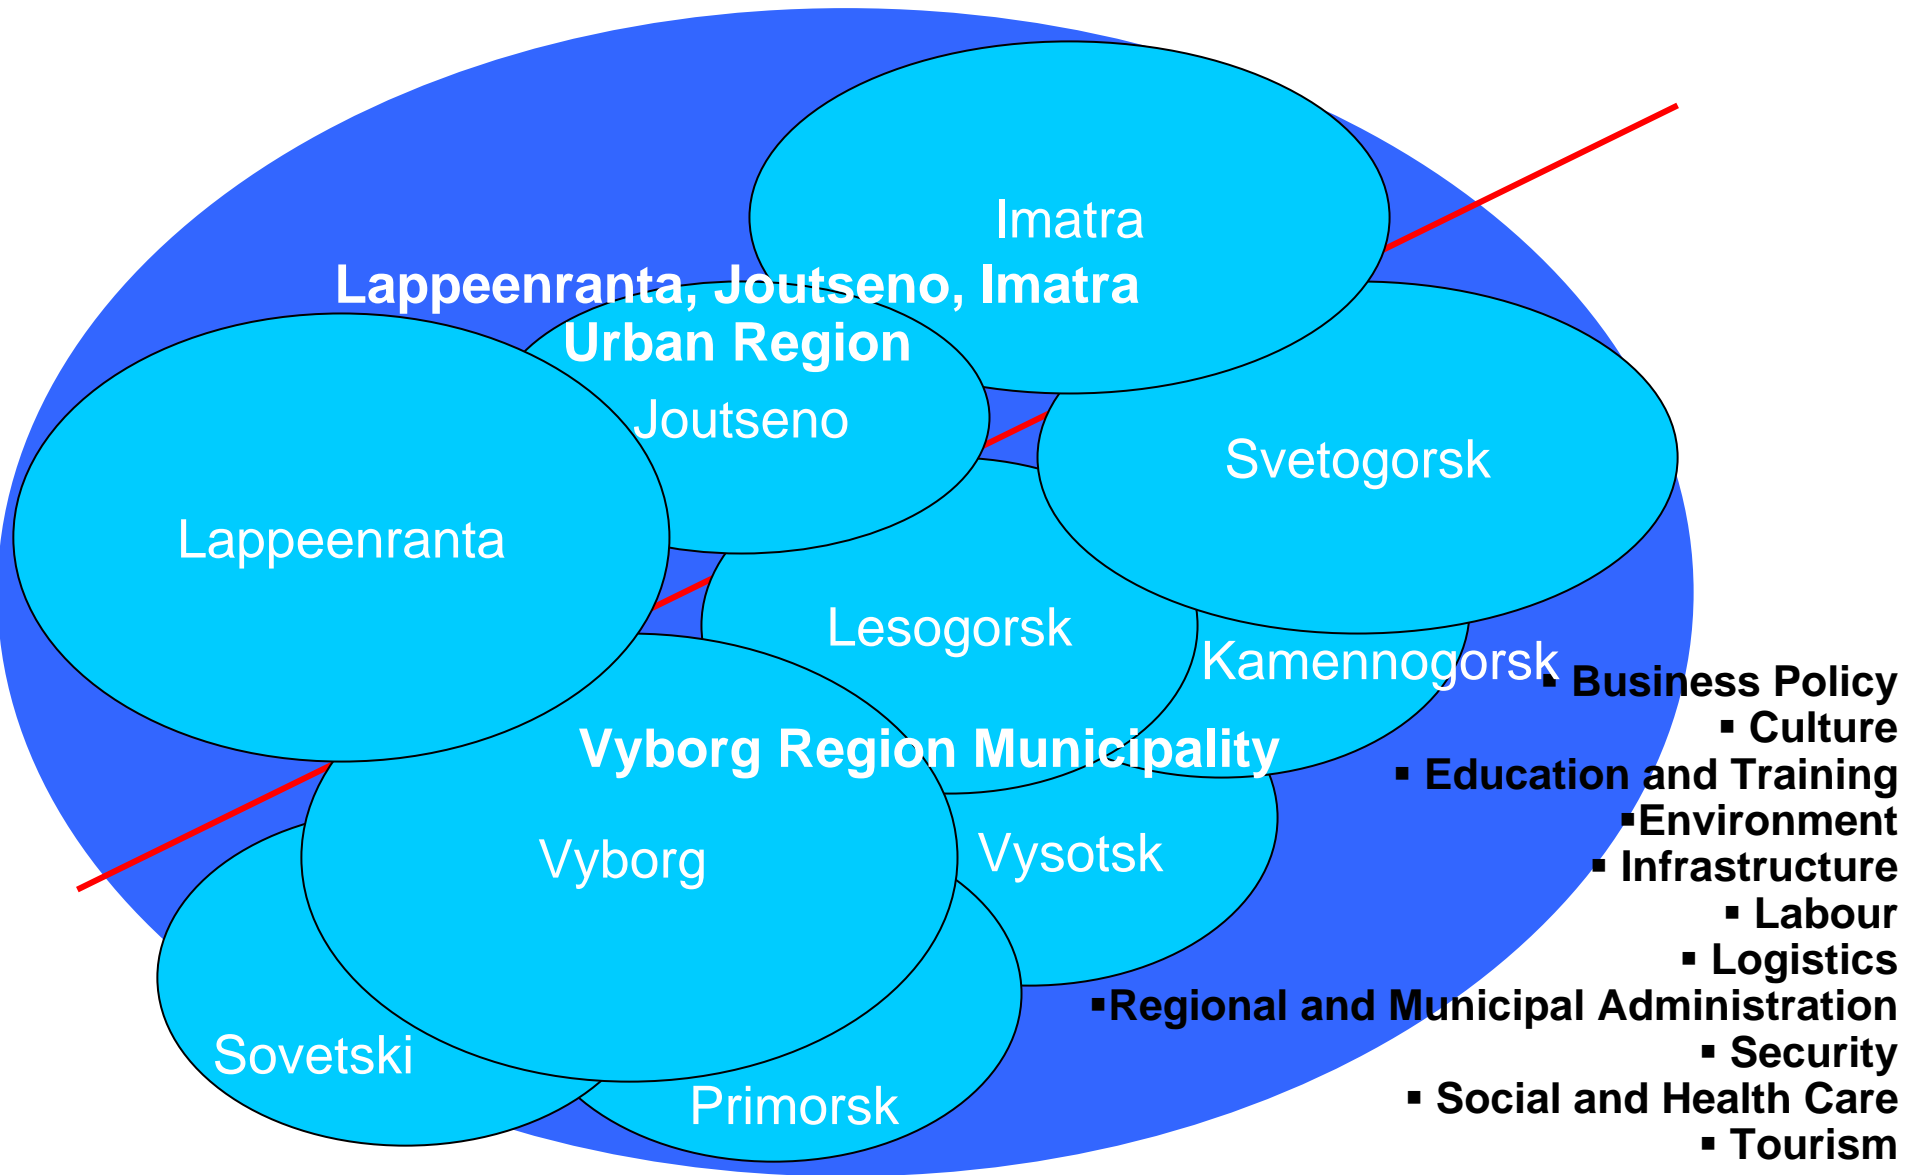 Imatra
Lappeenranta, Joutseno, Imatra
Urban Region
Joutseno
Svetogorsk
Lappeenranta
Lesogorsk
Kamennogorsk
Vyborg Region Municipality
Vyborg
Vysotsk
Sovetski
Primorsk
▪ Business Policy
▪ Culture
▪ Education and Training
▪Environment
▪ Infrastructure
▪ Labour
▪ Logistics
▪Regional and Municipal Administration
▪ Security
▪ Social and Health Care
▪ Tourism